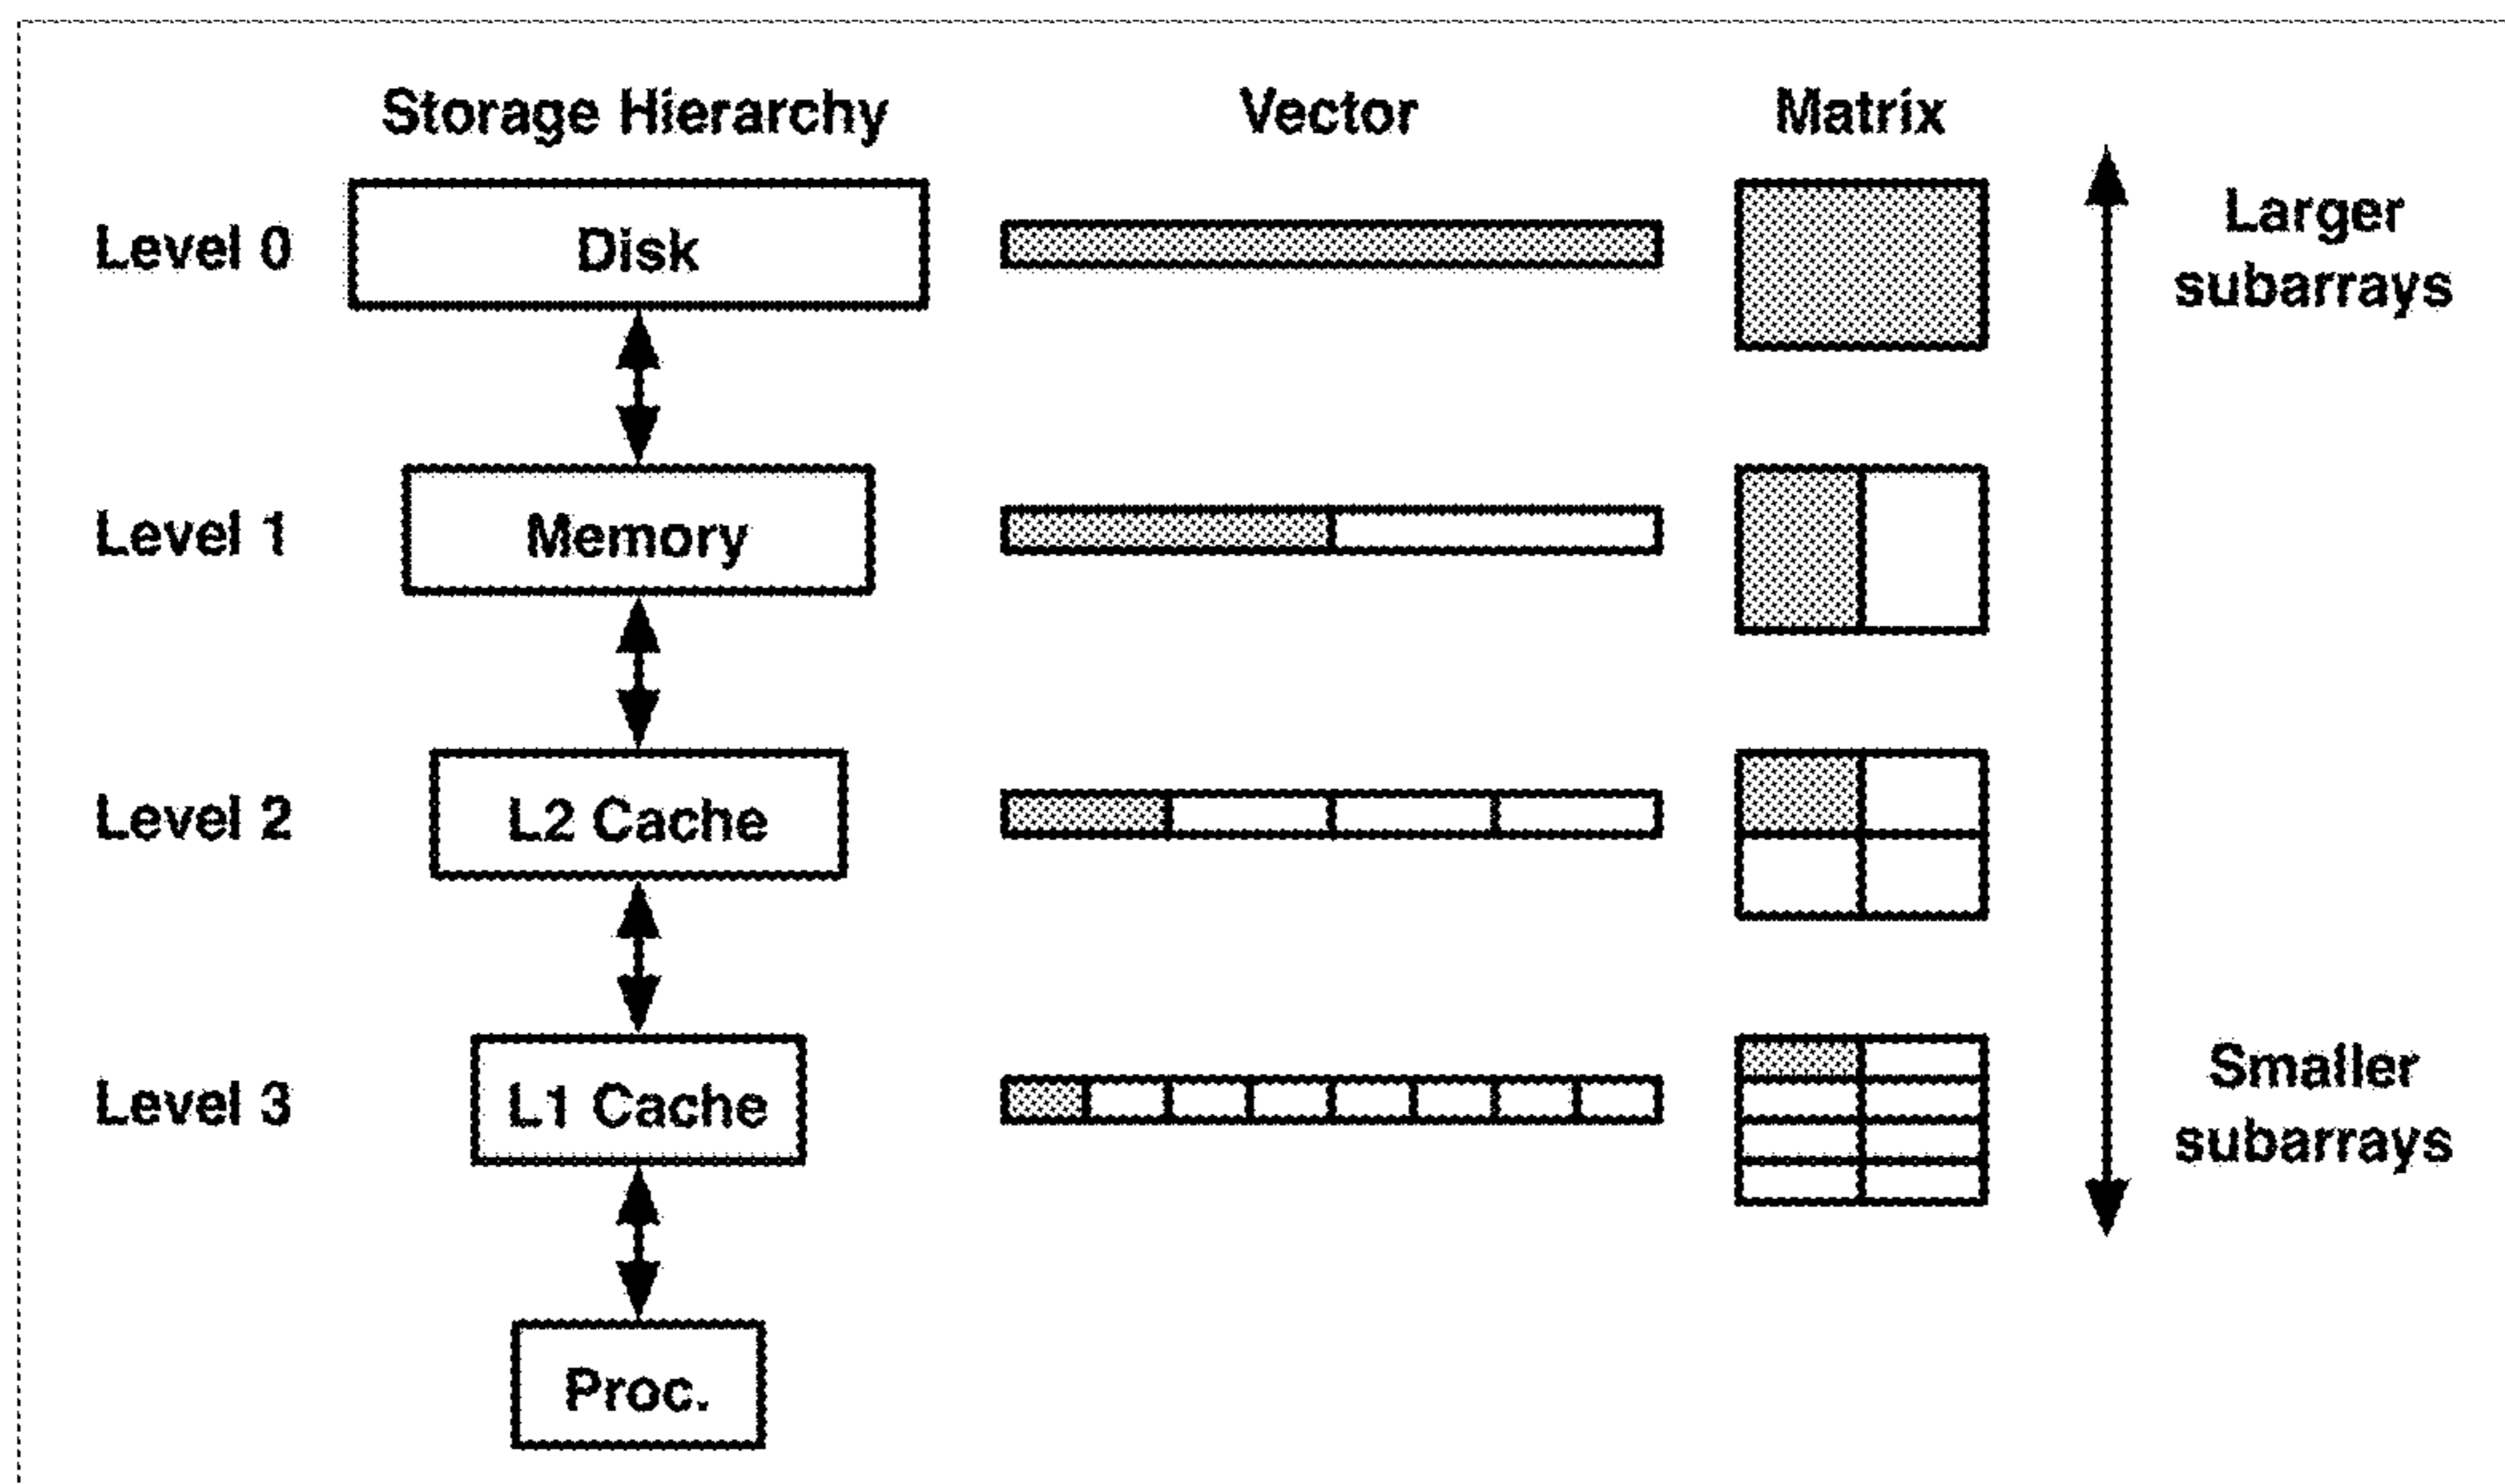 Storage Hierarchy Vector Matrix
Level 0 Disk
Larger
subarrays
Level 1 Memory
Level 2 L2 Cache
Level 3 L1 Cache
Smaller
subarrays
Proc.